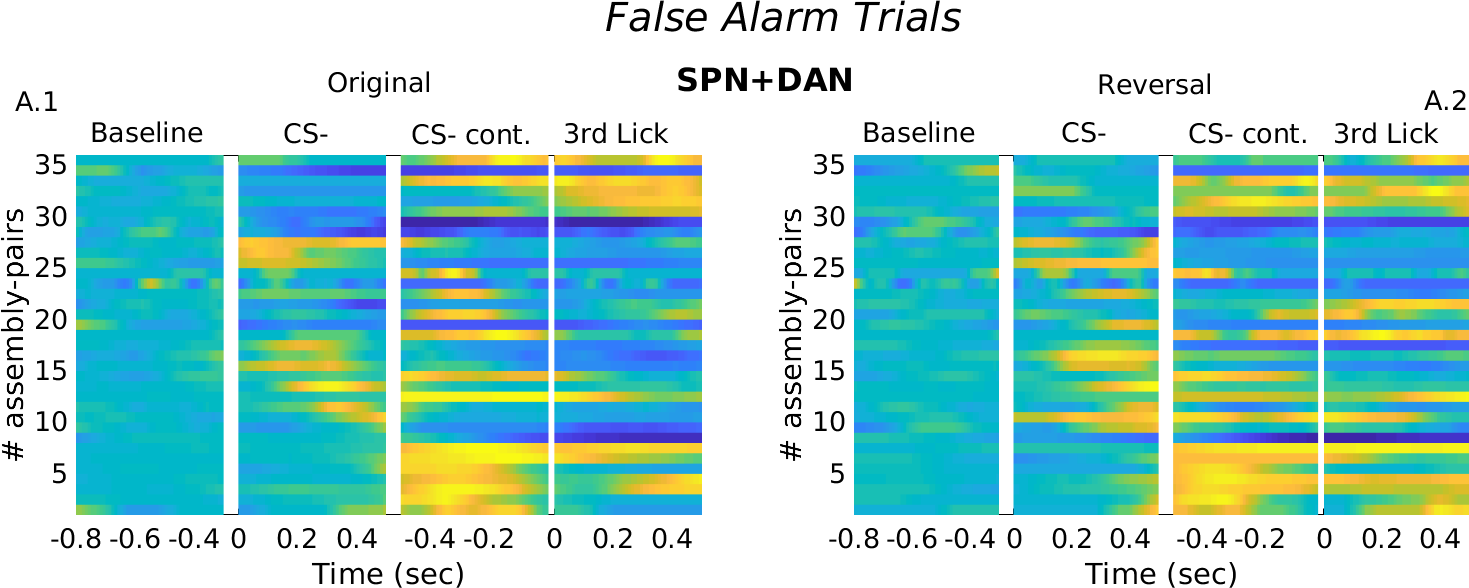 False Alarm Trials
SPN+DAN
Original
Reversal
A.1
A.2
Baseline CS- CS- cont. 3rd Lick
Baseline CS- CS- cont. 3rd Lick
# assembly-pairs
35
30
25
20
15
10
5
-0.8 -0.6 -0.4 0 0.2 0.4 -0.4 -0.2 0 0.2 0.4
Time (sec)
# assembly-pairs
35
30
25
20
15
10
5
-0.8 -0.6 -0.4 0 0.2 0.4 -0.4 -0.2 0 0.2 0.4
Time (sec)